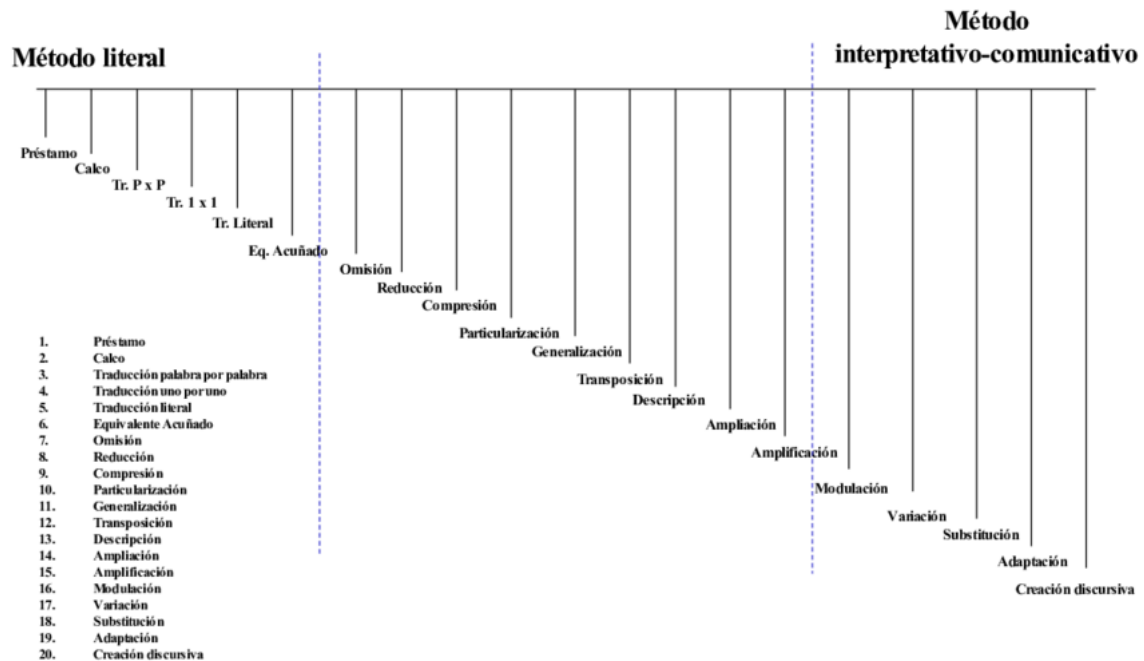 Método literal
Método
interpretativo-comunicativo
Préstamo
Calco
Tr. P x P
Tr. 1 x 1
Tr. Literal
Eq. Acuñado
Omisión
Reducción
Compresión
Particularización
Generalización
Transposición
Descripción
Ampliación
Amplificación
Modulación
Variación
Substitución
Adaptación
Creación discursiva
1. Préstamo
2. Calco
3. Traducción palabra por palabra
4. Traducción uno por uno
5. Traducción literal
6. Equivalente Acuñado
7. Omisión
8. Reducción
9. Compresión
10. Particularización
11. Generalización
12. Transposición
13. Descripción
14. Ampliación
15. Amplificación
16. Modulación
17. Variación
18. Substitución
19. Adaptación
20. Creación discursiva